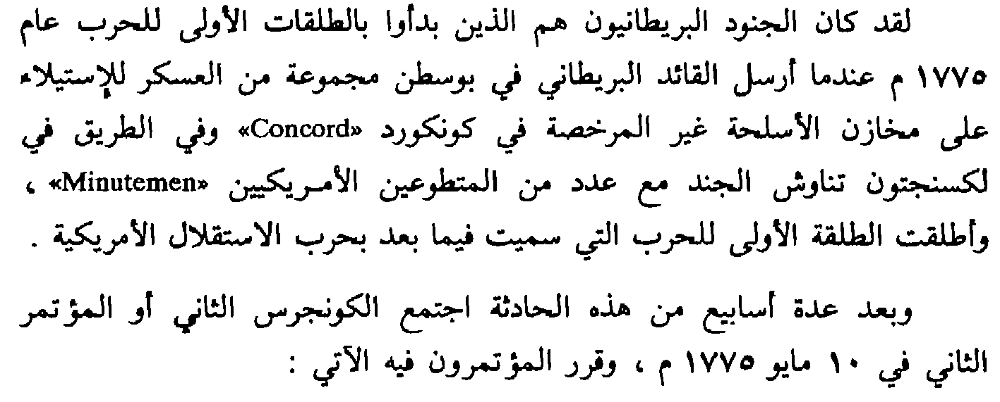 لقد كان الجنود البريطانيون هم الذين بدأوا بالطلقات الأولى للحرب عام
١٧٧٥ م عندما أرسل القائد البريطاني في بوسطن مجموعة من العسكر للإستيلاء
على مخازن الأسلحة غير المرخصة في كونكورد «Concord» وفي الطريق في
لكسنجتون تناوش الجند مع عدد من المتطوعين الأمريكيين «Minutemen» ،
وأطلقت الطلقة الأولى للحرب التي سميت فيما بعد بحرب الاستقلال الأمريكية .
وبعد عدة أسابيع من هذه الحادثة اجتمع الكونجرس الثاني أو المؤتمر
الثاني في ١٠ مايو ١٧٧٥ م ، وقرر المؤتمرون فيه الآتي :